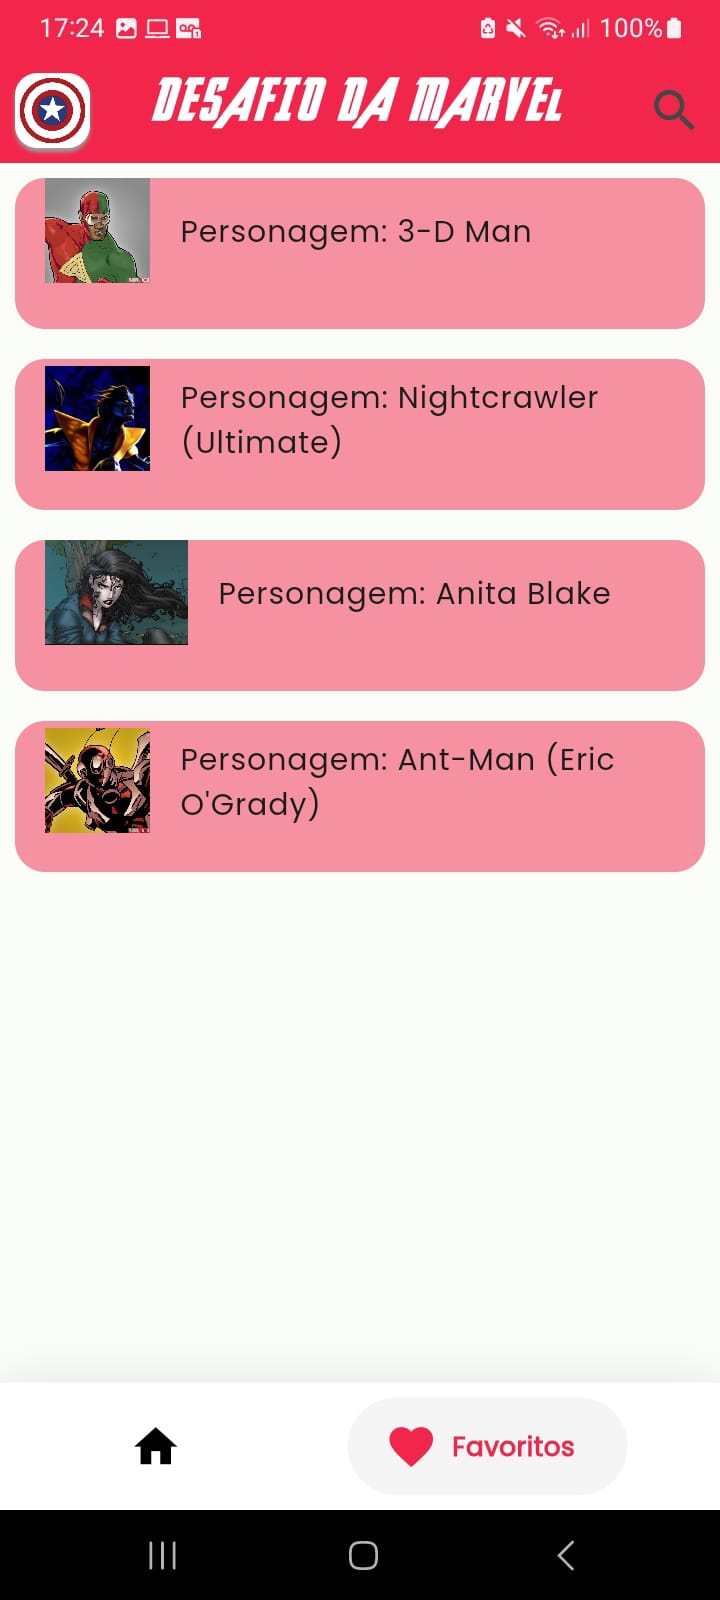 17:24
100%
DESAFIO DA MARVEL
Personagem: 3-D Man
Personagem: Nightcrawler
(Ultimate)
Personagem: Anita Blake
Personagem: Ant-Man (Eric
O'Grady)
Favoritos